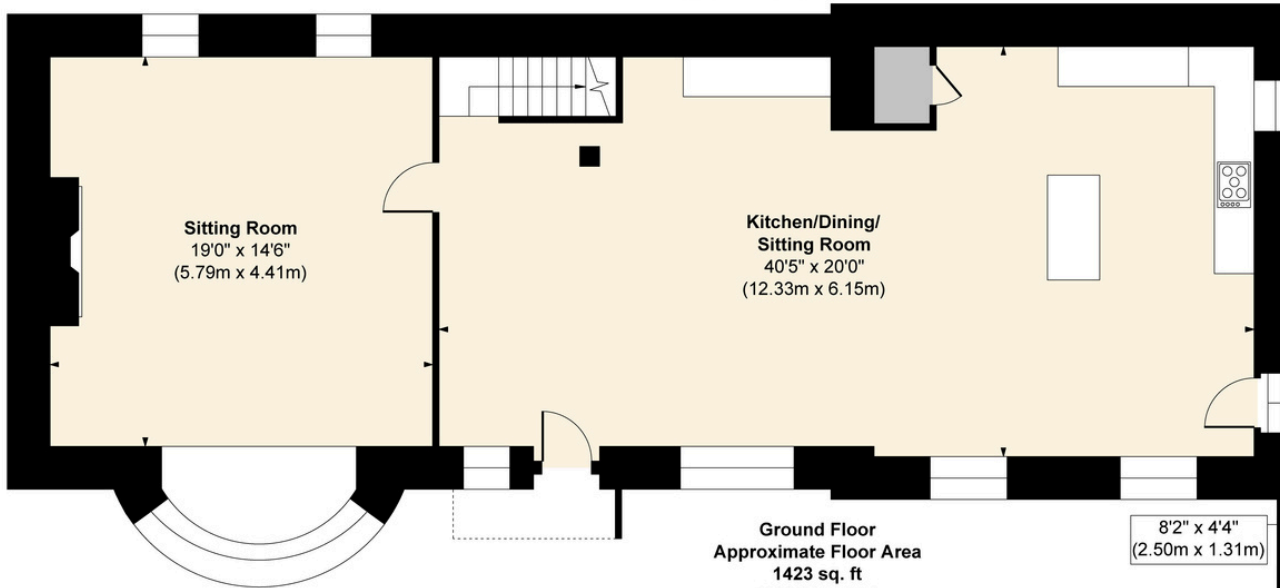 Sitting Room
19'0" x 14'6"
(5.79m x 4.41m)
Kitchen/Dining/
Sitting Room
40'5" x 20'0"
(12.33m x 6.15m)
Ground Floor
Approximate Floor Area
1423 sq. ft
8'2" x 4'4"
(2.50m x 1.31m)